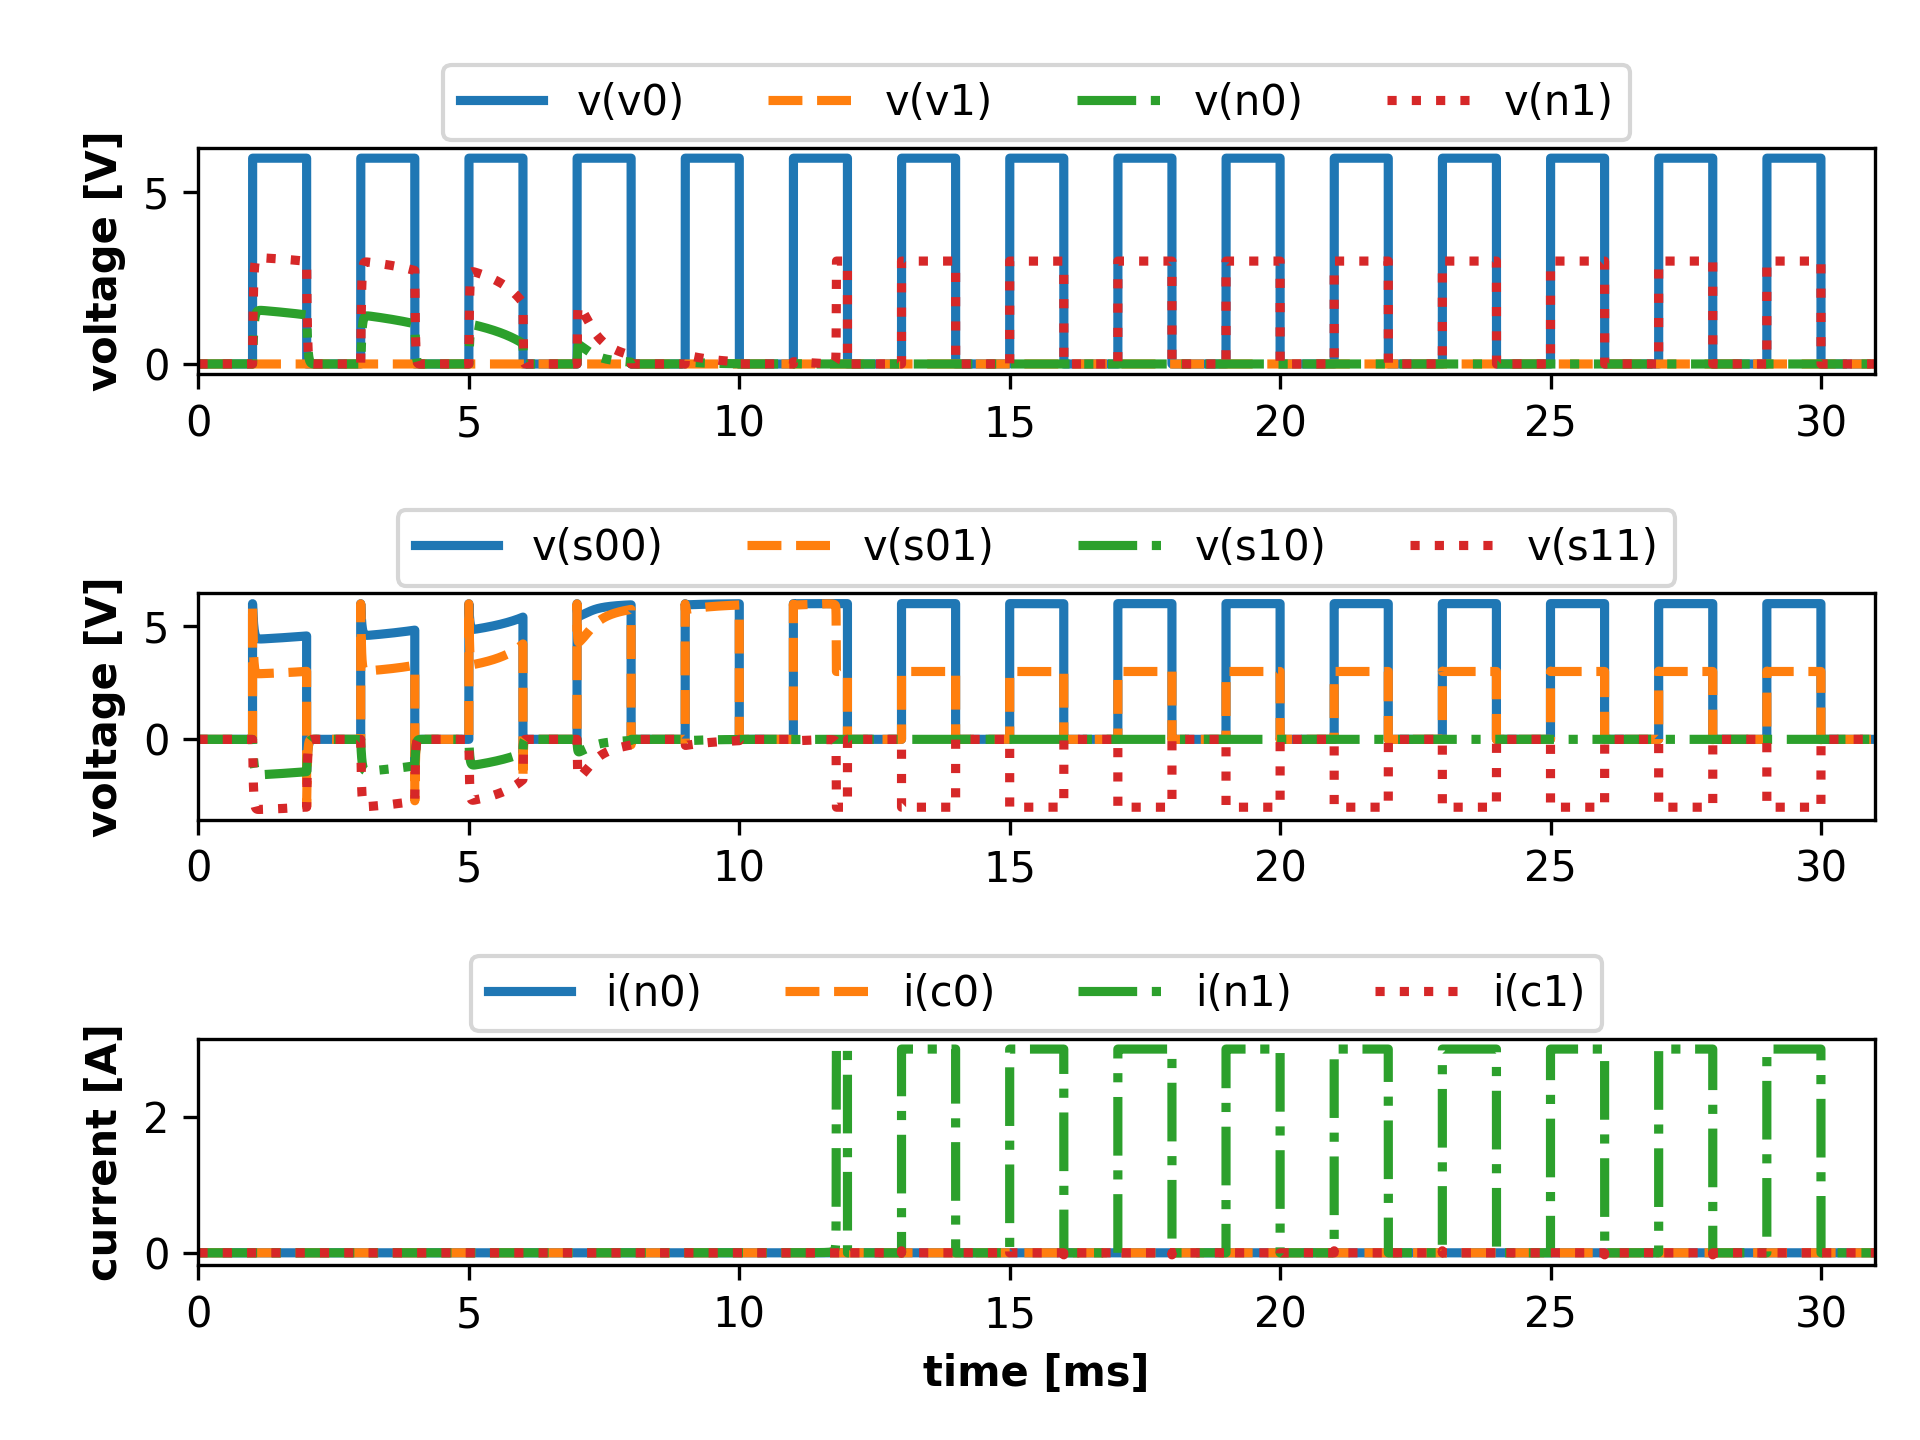 v(v0) v(v1) v(n0) v(n1)
voltage [V]
5
0
0 5 10 15 20 25 30
v(s00) v(s01) v(s10) v(s11)
voltage [V]
5
0
0 5 10 15 20 25 30
i(n0) i(c0) i(n1) i(c1)
current [A]
2
0
0 5 10 15 20 25 30
time [ms]